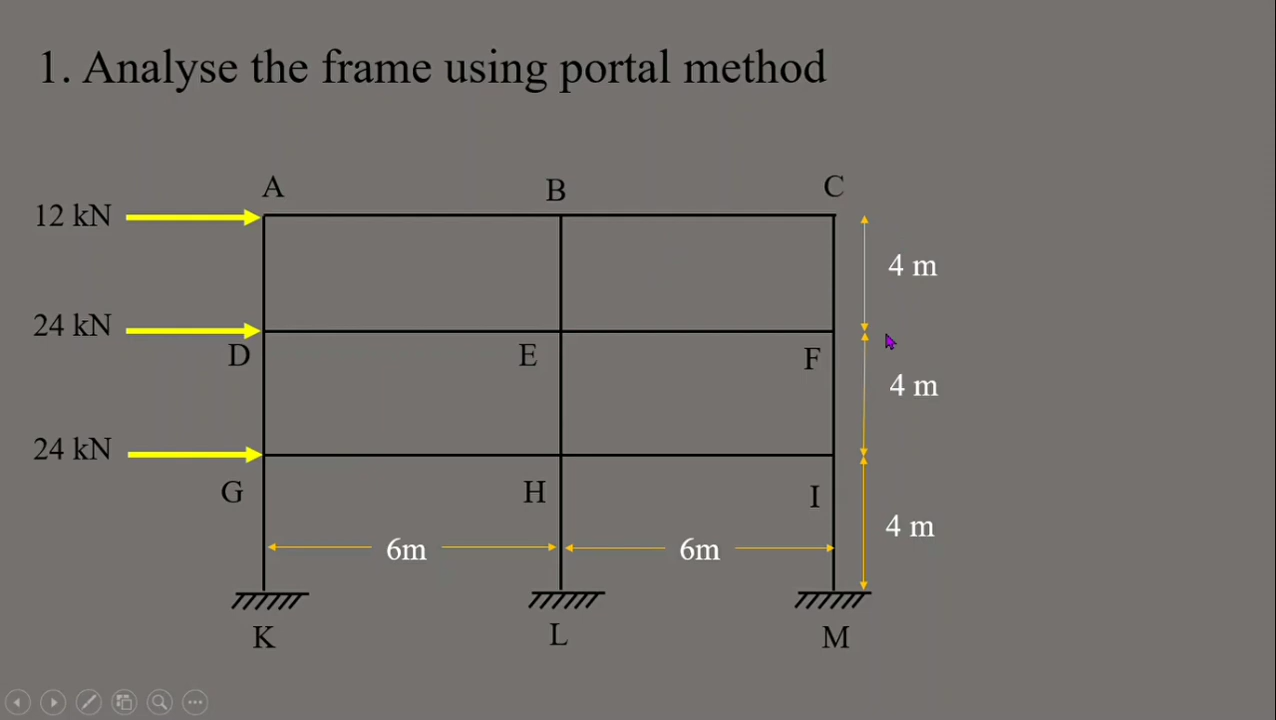 1. Analyse the frame using portal method
A
B
C
12 kN
4 m
24 kN
D
E
F
4 m
24 kN
G
H
I
4 m
6m
6m
K
L
M